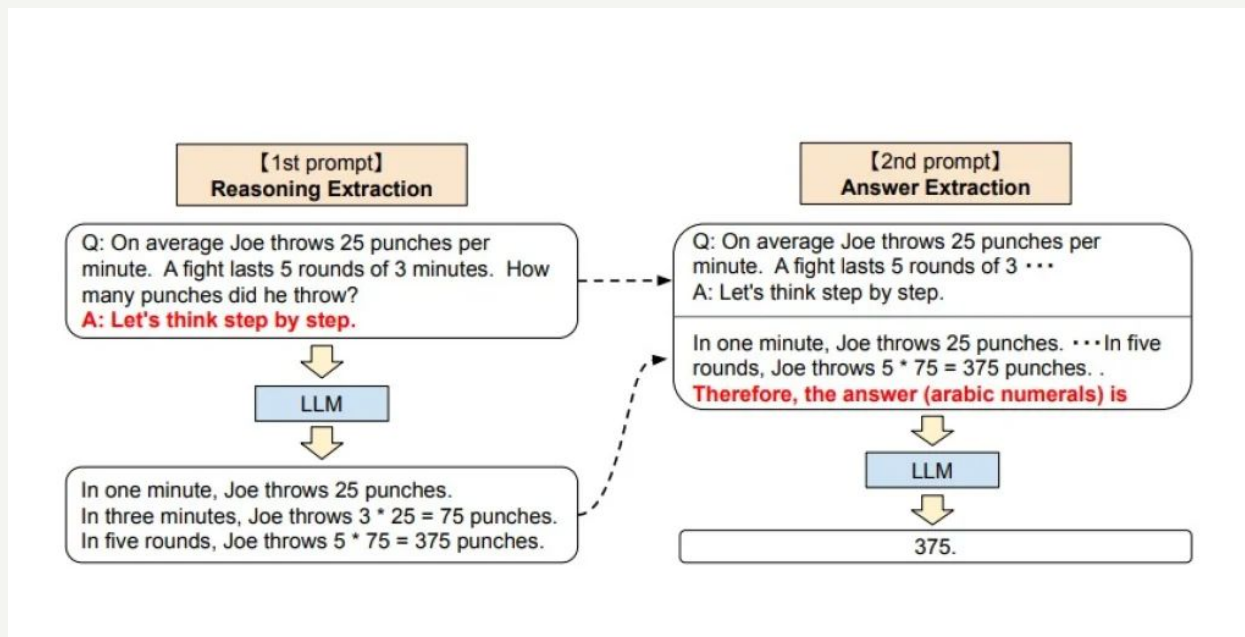 【1st prompt】
Reasoning Extraction
Q: On average Joe throws 25 punches per
minute. A fight lasts 5 rounds of 3 minutes. How
many punches did he throw?
A: Let's think step by step.
LLM
In one minute, Joe throws 25 punches.
In three minutes, Joe throws 3 * 25 = 75 punches.
In five rounds, Joe throws 5 * 75 = 375 punches.
【2nd prompt】
Answer Extraction
Q: On average Joe throws 25 punches per
minute. A fight lasts 5 rounds of 3 ···
A: Let's think step by step.
In one minute, Joe throws 25 punches. ···In five
rounds, Joe throws 5 * 75 = 375 punches. .
Therefore, the answer (arabic numerals) is
LLM
375.